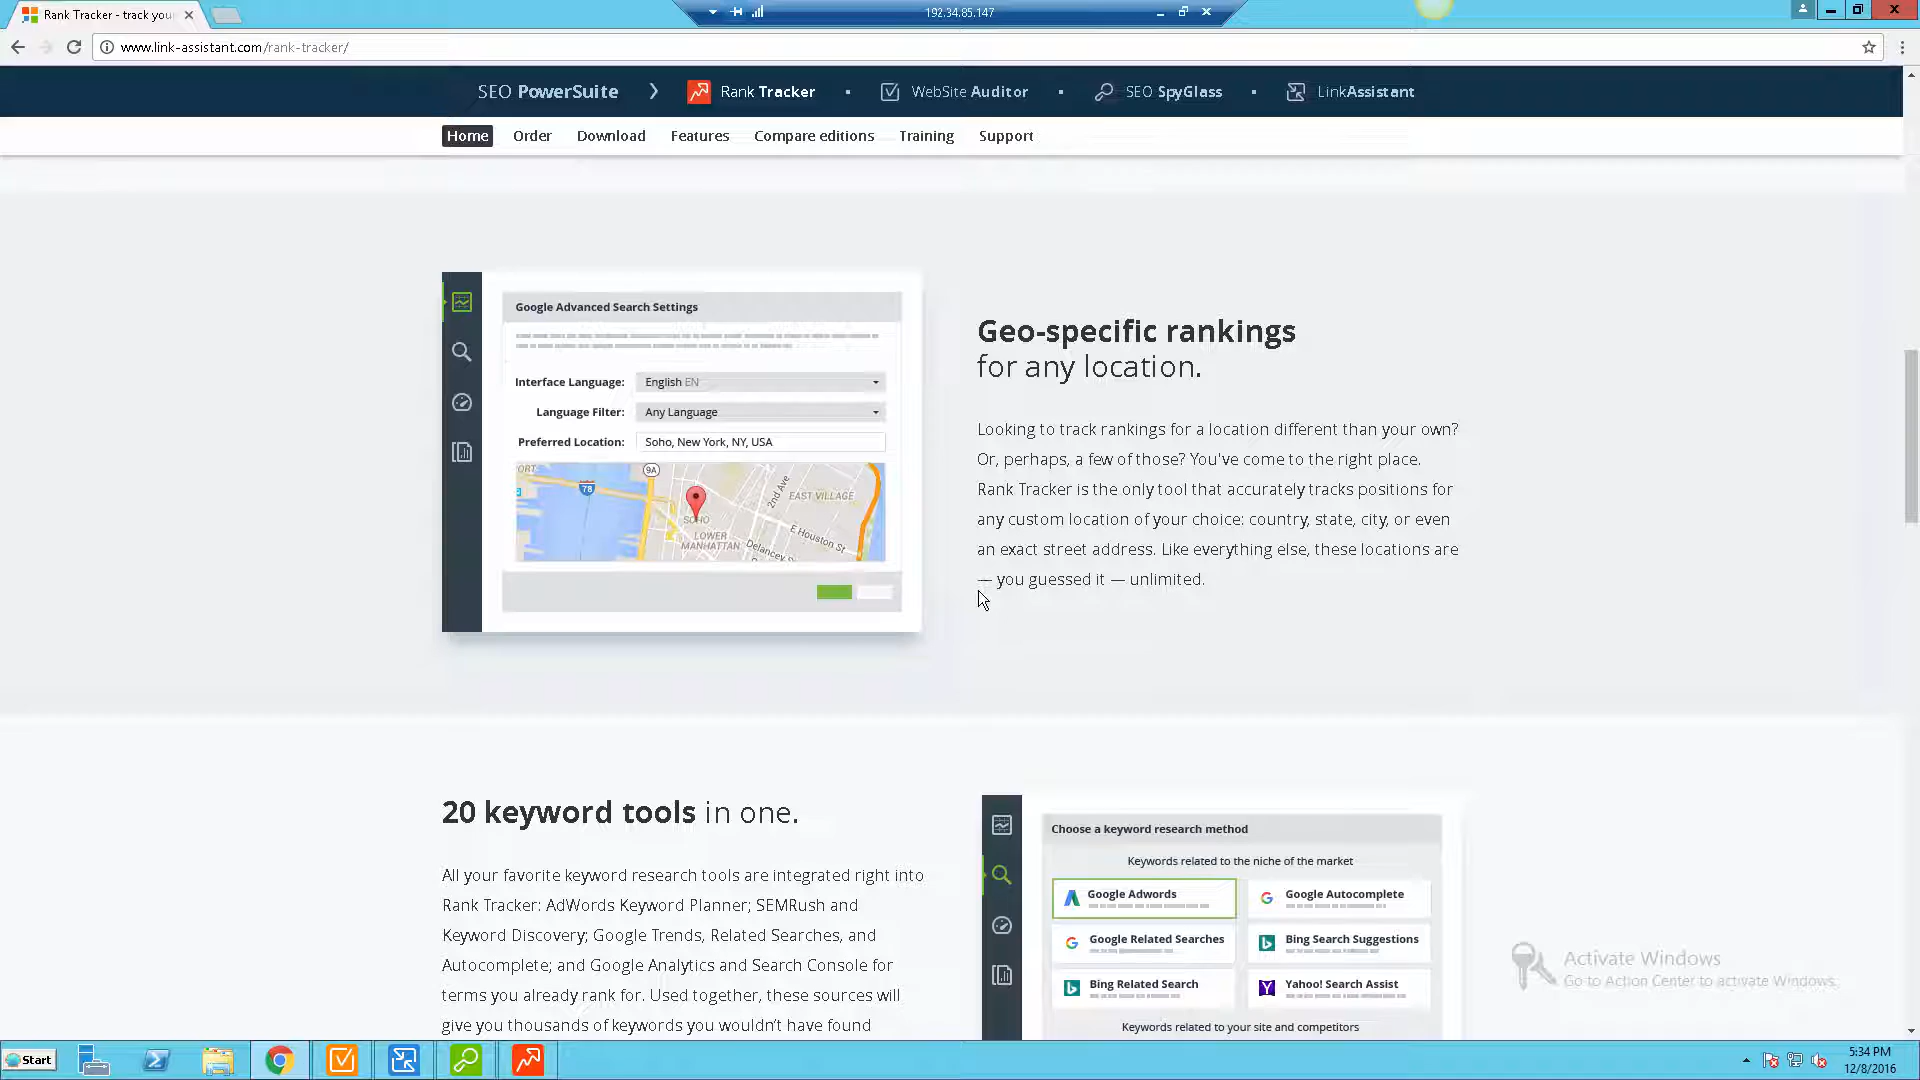 Rank Tracker - track you
192.34.85.147
www.link-assistant.com/rank-tracker/
SEO PowerSuite
Rank Tracker
WebSite Auditor
SEO SpyGlass
LinkAssistant
Home
Order
Download
Features
Compare editions
Training
Support
Google Advanced Search Settings
Interface Language: English EN
Language Filter: Any Language
Preferred Location: Soho, New York, NY, USA
ORT
78
9A
2nd Ave
EAST VILLAGE
SOHO
LOWER
MANHATTAN
E Houston St
Delancey
Geo-specific rankings
for any location.
Looking to track rankings for a location different than your own?
Or, perhaps, a few of those? You've come to the right place.
Rank Tracker is the only tool that accurately tracks positions for
any custom location of your choice: country, state, city, or even
an exact street address. Like everything else, these locations are
— you guessed it — unlimited.
20 keyword tools in one.
All your favorite keyword research tools are integrated right into
Rank Tracker: AdWords Keyword Planner; SEMRush and
Keyword Discovery; Google Trends, Related Searches, and
Autocomplete; and Google Analytics and Search Console for
terms you already rank for. Used together, these sources will
give you thousands of keywords you wouldn't have found
Choose a keyword research method
Keywords related to the niche of the market
Google Adwords
Google Autocomplete
Google Related Searches
Bing Search Suggestions
Bing Related Search
Yahoo! Search Assist
Keywords related to your site and competitors
Activate Windows
Go to Action Center to activate Windows.
Start
5:34 PM
12/8/2016